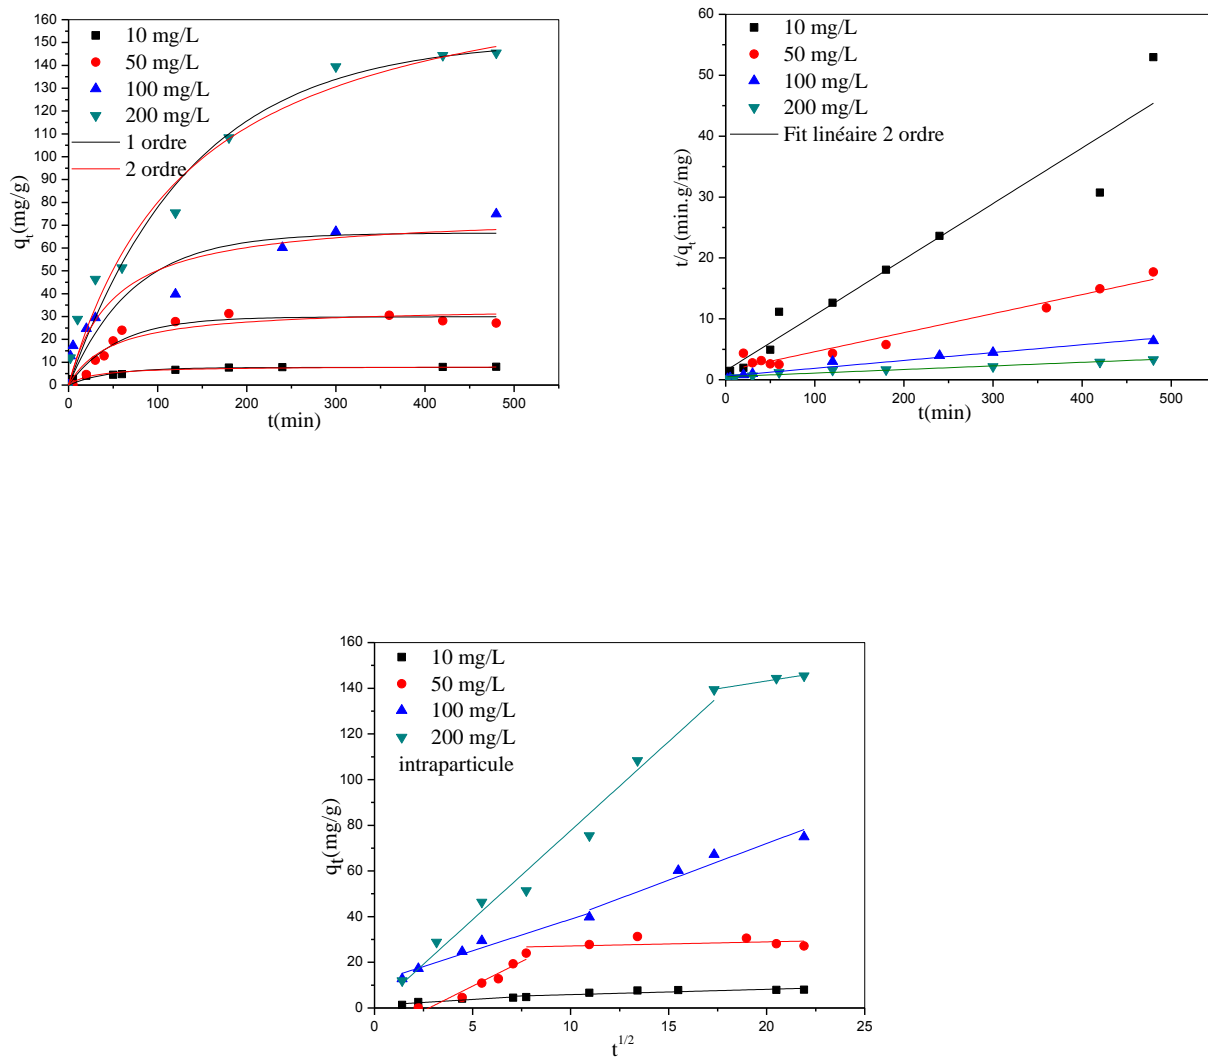 160
150
140
130
120
110
100
90
80
70
60
50
40
30
20
10
0
q_t(mg/g)
10 mg/L
50 mg/L
100 mg/L
200 mg/L
1 ordre
2 ordre
0 100 200 300 400 500
t(min)
60
50
40
30
20
10
0
t/q_t(min.g/mg)
10 mg/L
50 mg/L
100 mg/L
200 mg/L
Fit linéaire 2 ordre
0 100 200 300 400 500
t(min)
160
140
120
100
80
60
40
20
0
qt(mg/g)
10 mg/L
50 mg/L
100 mg/L
200 mg/L
intraparticule
0 5 10 15 20 25
t^1/2